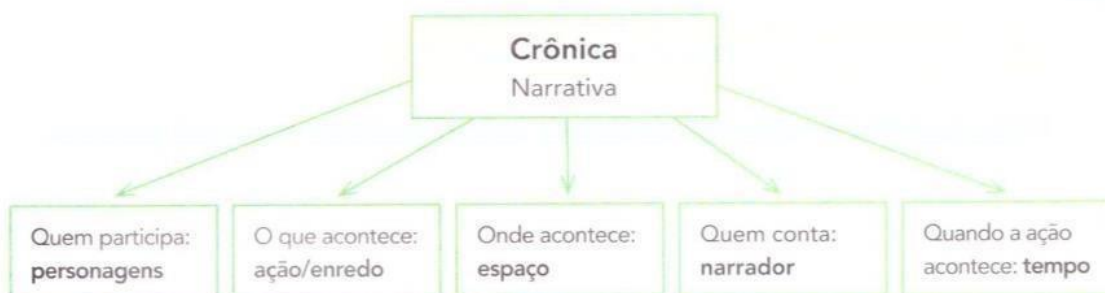 Crônica
Narrativa
Quem participa:
personagens
O que acontece:
ação/enredo
Onde acontece:
espaço
Quem conta:
narrador
Quando a ação
acontece: tempo